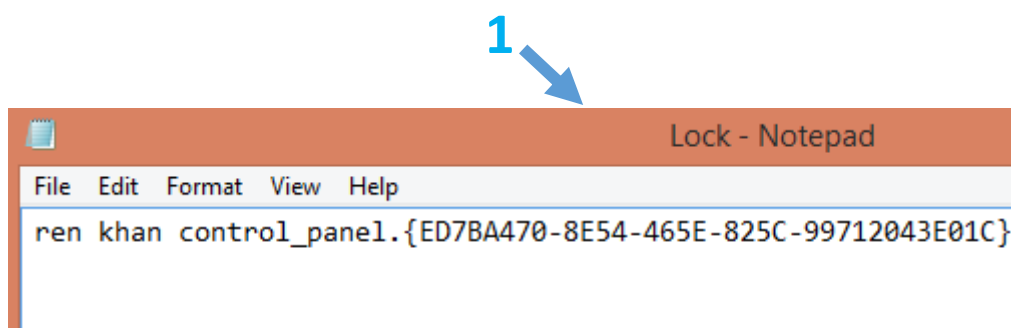 1
Lock - Notepad
File Edit Format View Help
ren khan control_panel.{ED7BA470-8E54-465E-825C-99712043E01C}